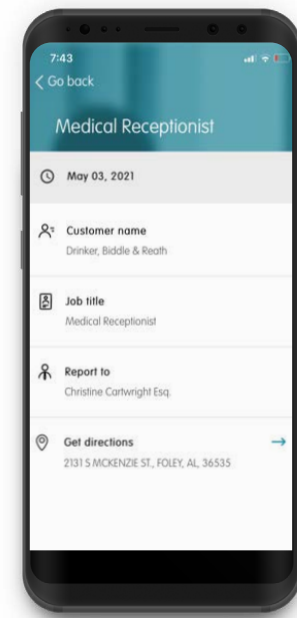 7:43
Go back
Medical Receptionist
May 03, 2021
Customer name
Drinker, Biddle & Reath
Job title
Medical Receptionist
Report to
Christine Cartwright Esq.
Get directions
2131 S MCKENZIE ST., FOLEY, AL, 36535